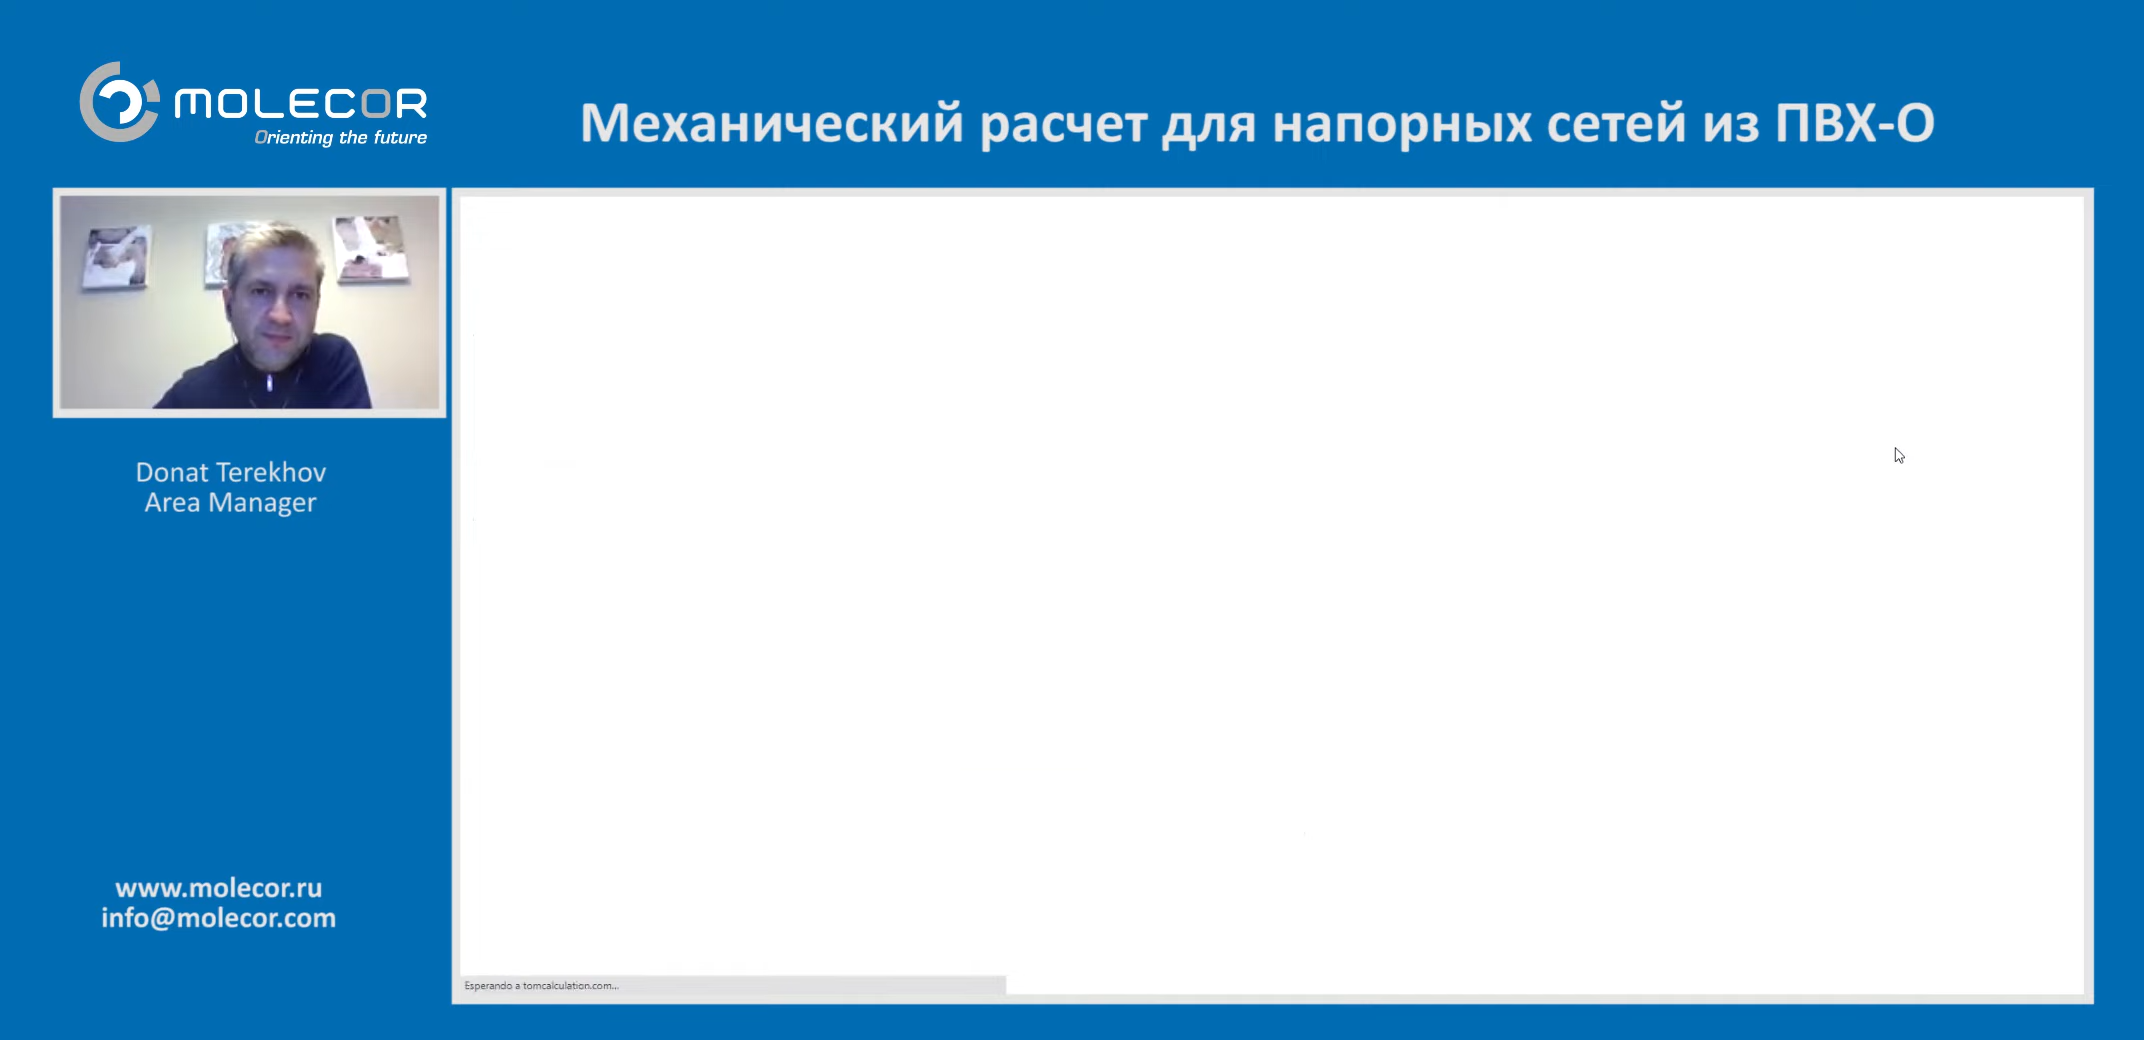 MOLECOR
Orienting the future
Механический расчет для напорных сетей из ПВХ-О
Donat Terekhov
Area Manager
www.molecor.ru
info@molecor.com
Esperando a tomcalculation.com...